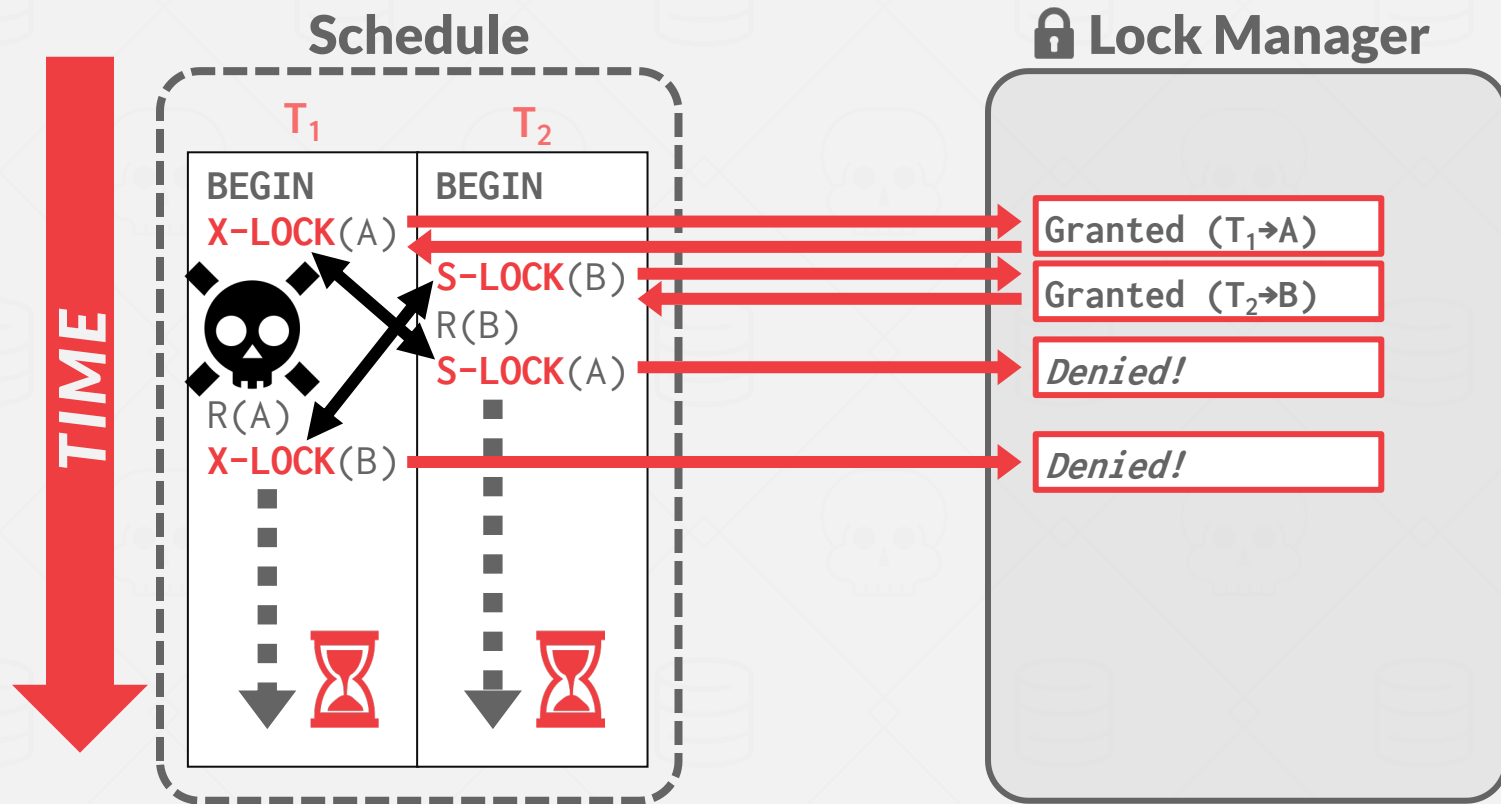 Schedule
Lock Manager
TIME
T₁
T₂
BEGIN
BEGIN
X-LOCK(A)
Granted (T₁→A)
S-LOCK(B)
Granted (T₂→B)
R(B)
S-LOCK(A)
Denied!
R(A)
X-LOCK(B)
Denied!